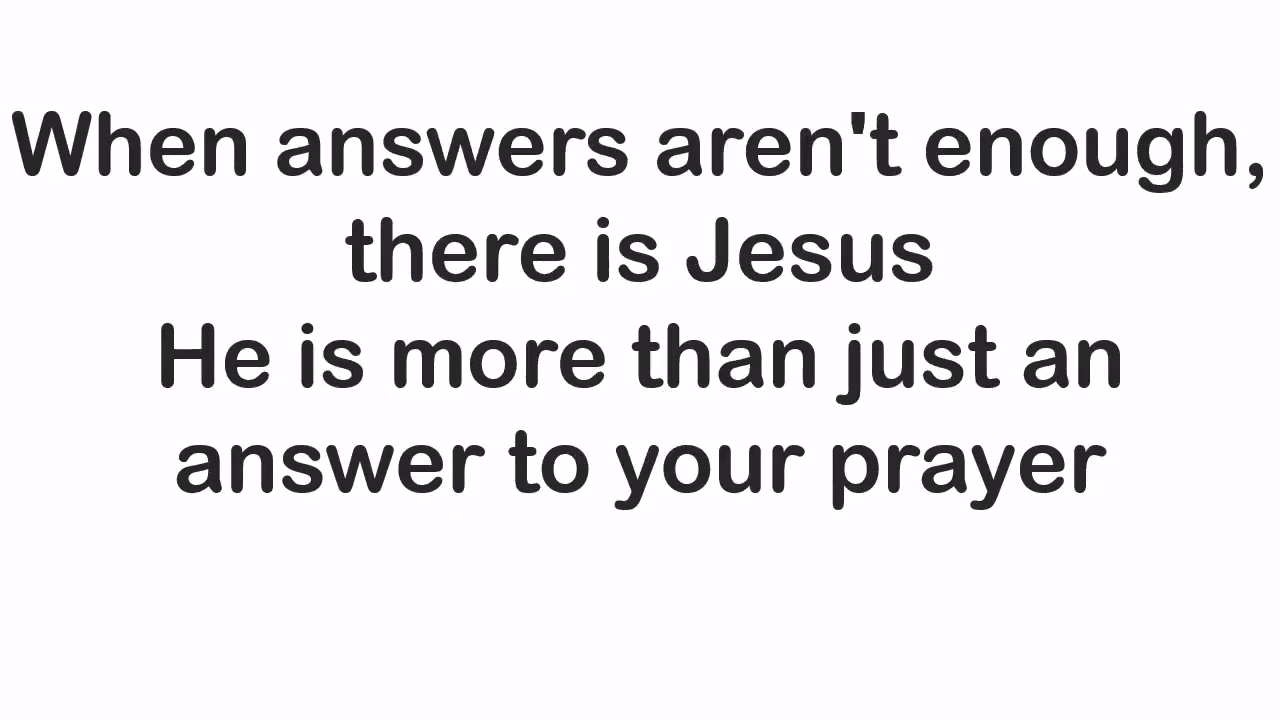 When answers aren't enough,
there is Jesus
He is more than just an
answer to your prayer